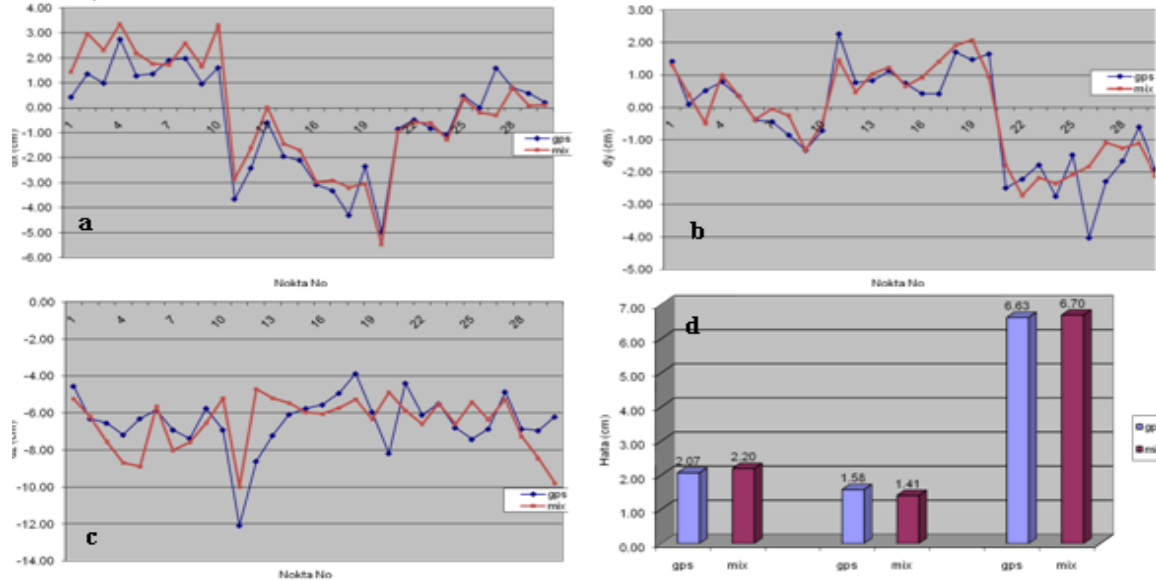 4.00
3.00
2.00
1.00
0.00
-1.00
-2.00
-3.00
-4.00
-5.00
-6.00
1 4 7 10 13 16 19 22 25 28
gps
mix
a
Nokta No
3.00
2.00
1.00
0.00
-1.00
-2.00
-3.00
-4.00
-5.00
dy (cm)
1 4 7 10 13 16 19 22 25 28
gps
mix
b
Nokta No
0.00
-2.00
-4.00
-6.00
-8.00
-10.00
-12.00
-14.00
1 4 7 10 13 16 19 22 25 28
gps
mix
c
Nokta No
7.00
6.00
5.00
4.00
3.00
2.00
1.00
0.00
Hata (cm)
d
2.07 2.20 1.58 1.41 6.63 6.70
gps mix gps mix gps mix